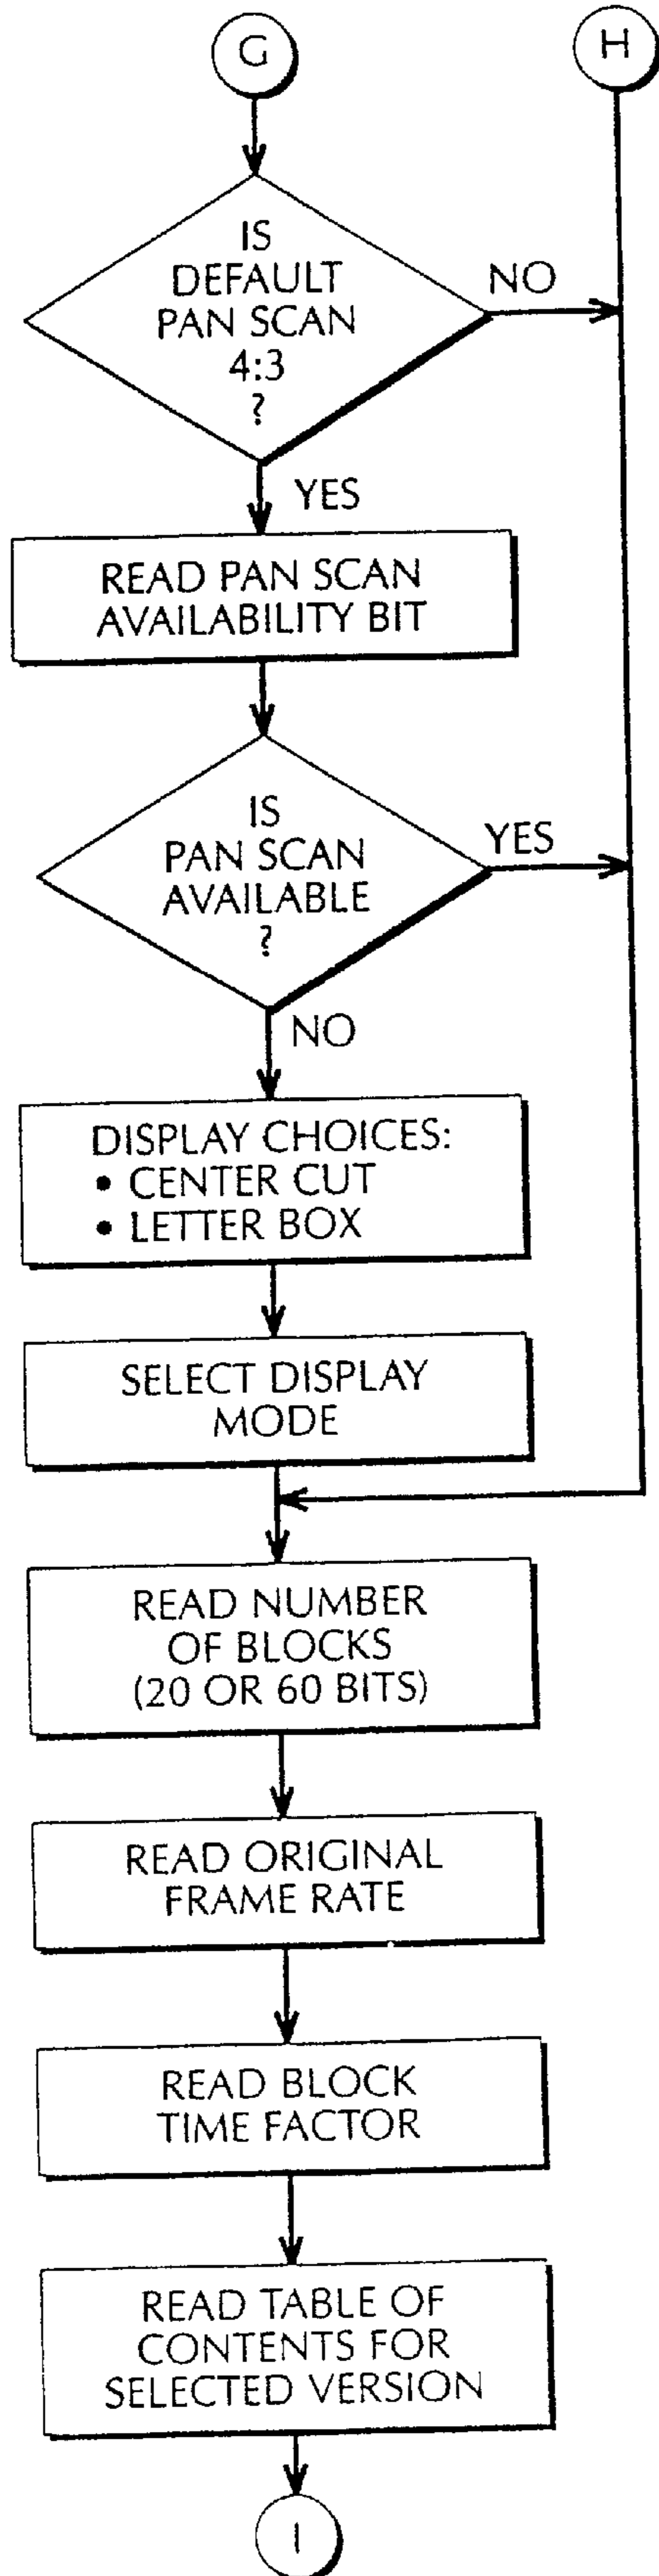 G
H
IS
DEFAULT
PAN SCAN
4:3
?
NO
YES
READ PAN SCAN
AVAILABILITY BIT
IS
PAN SCAN
AVAILABLE
?
YES
NO
DISPLAY CHOICES:
• CENTER CUT
• LETTER BOX
SELECT DISPLAY
MODE
READ NUMBER
OF BLOCKS
(20 OR 60 BITS)
READ ORIGINAL
FRAME RATE
READ BLOCK
TIME FACTOR
READ TABLE OF
CONTENTS FOR
SELECTED VERSION
I